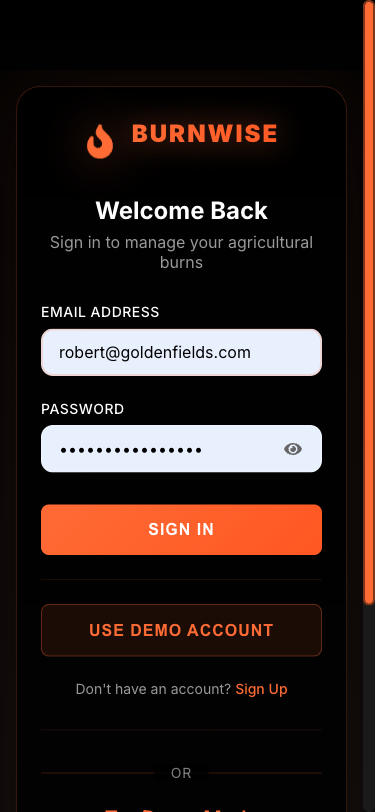 BURNWISE
Welcome Back
Sign in to manage your agricultural
burns
EMAIL ADDRESS
robert@goldenfields.com
PASSWORD
••••••••••••••••
SIGN IN
USE DEMO ACCOUNT
Don't have an account? Sign Up
OR